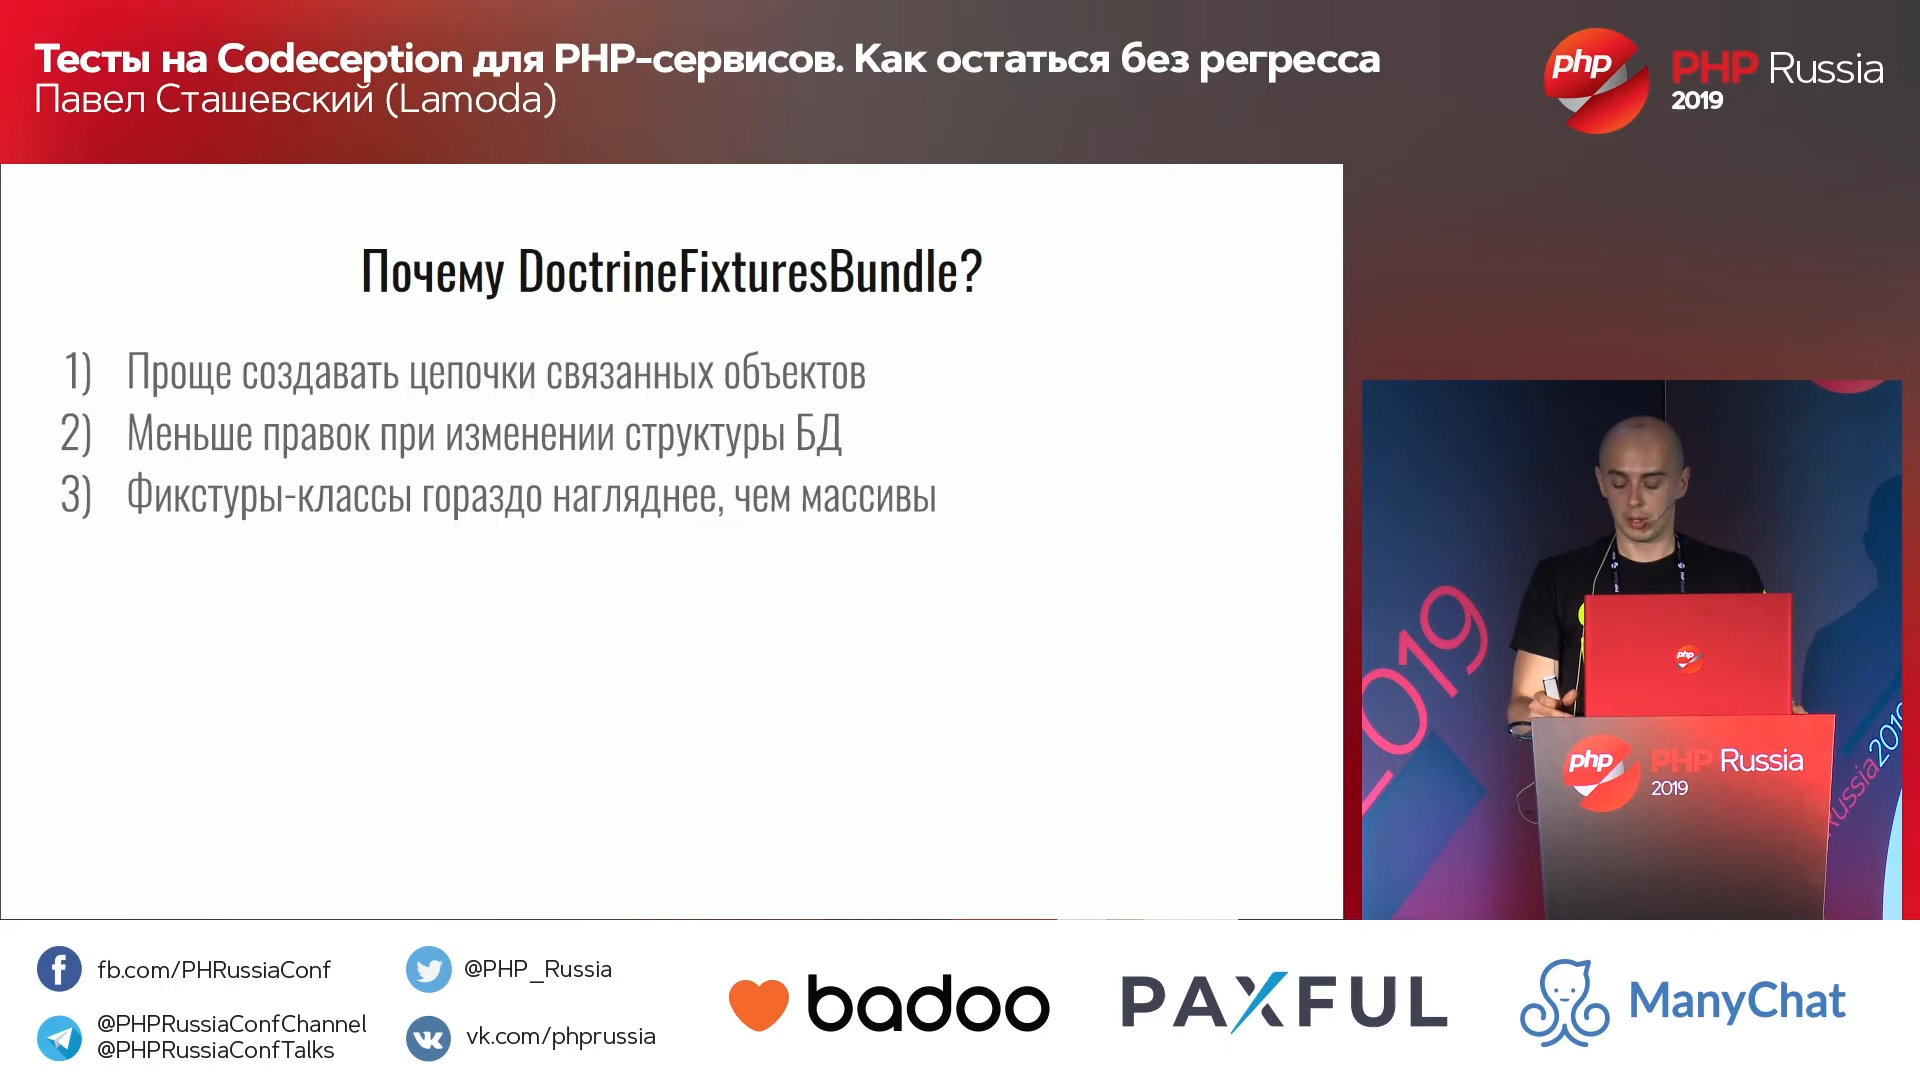 Тесты на Codeception для PHP-сервисов. Как остаться без регресса
Павел Сташевский (Lamoda)
php
PHP Russia
2019
Почему DoctrineFixturesBundle?
1) Проще создавать цепочки связанных объектов
2) Меньше правок при изменении структуры БД
3) Фикстуры-классы гораздо нагляднее, чем массивы
2019
php
php
PHP Russia
2019
Russia2019
fb.com/PHRussiaConf
@PHP_Russia
@PHPRussiaConfChannel
@PHPRussiaConfTalks
vk.com/phprussia
badoo
PAXFUL
ManyChat